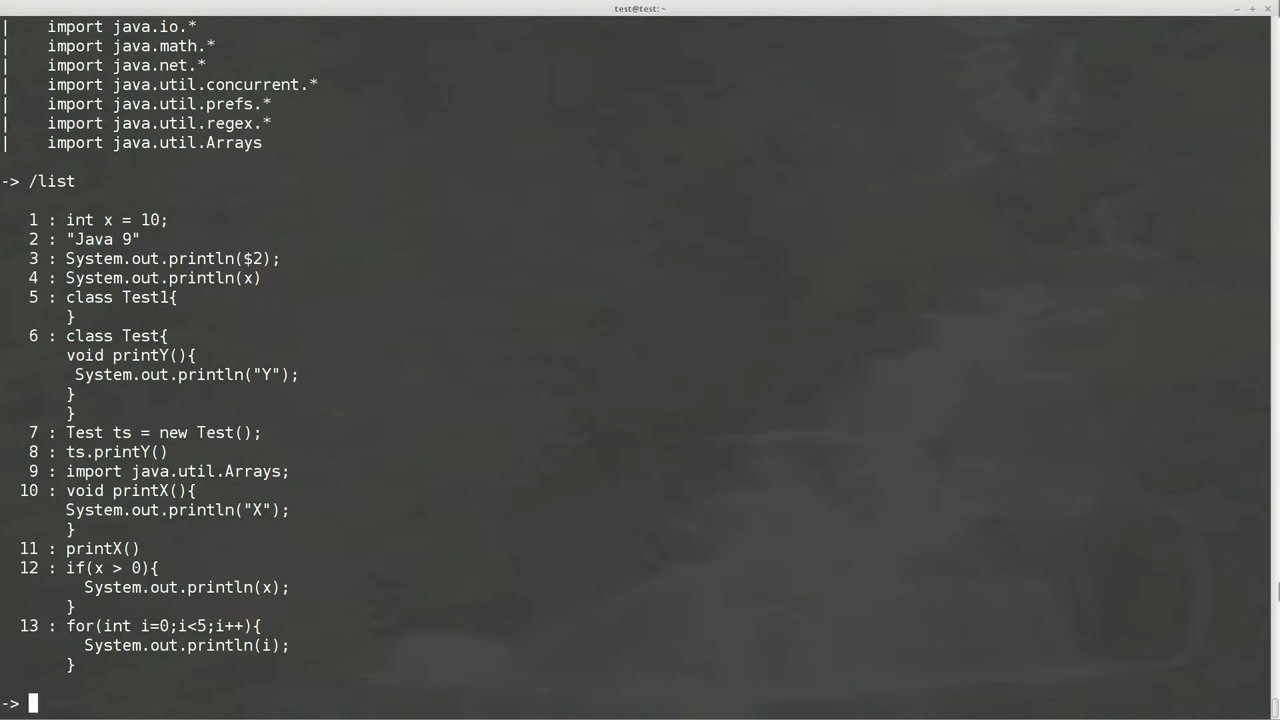 test@test: ~
|    import java.io.*
|    import java.math.*
|    import java.net.*
|    import java.util.concurrent.*
|    import java.util.prefs.*
|    import java.util.regex.*
|    import java.util.Arrays
-> /list
1 : int x = 10;
2 : "Java 9"
3 : System.out.println($2);
4 : System.out.println(x)
5 : class Test1{
}
6 : class Test{
void printY(){
System.out.println("Y");
}
}
7 : Test ts = new Test();
8 : ts.printY()
9 : import java.util.Arrays;
10 : void printX(){
System.out.println("X");
}
11 : printX()
12 : if(x > 0){
System.out.println(x);
}
13 : for(int i=0;i<5;i++){
System.out.println(i);
}
->